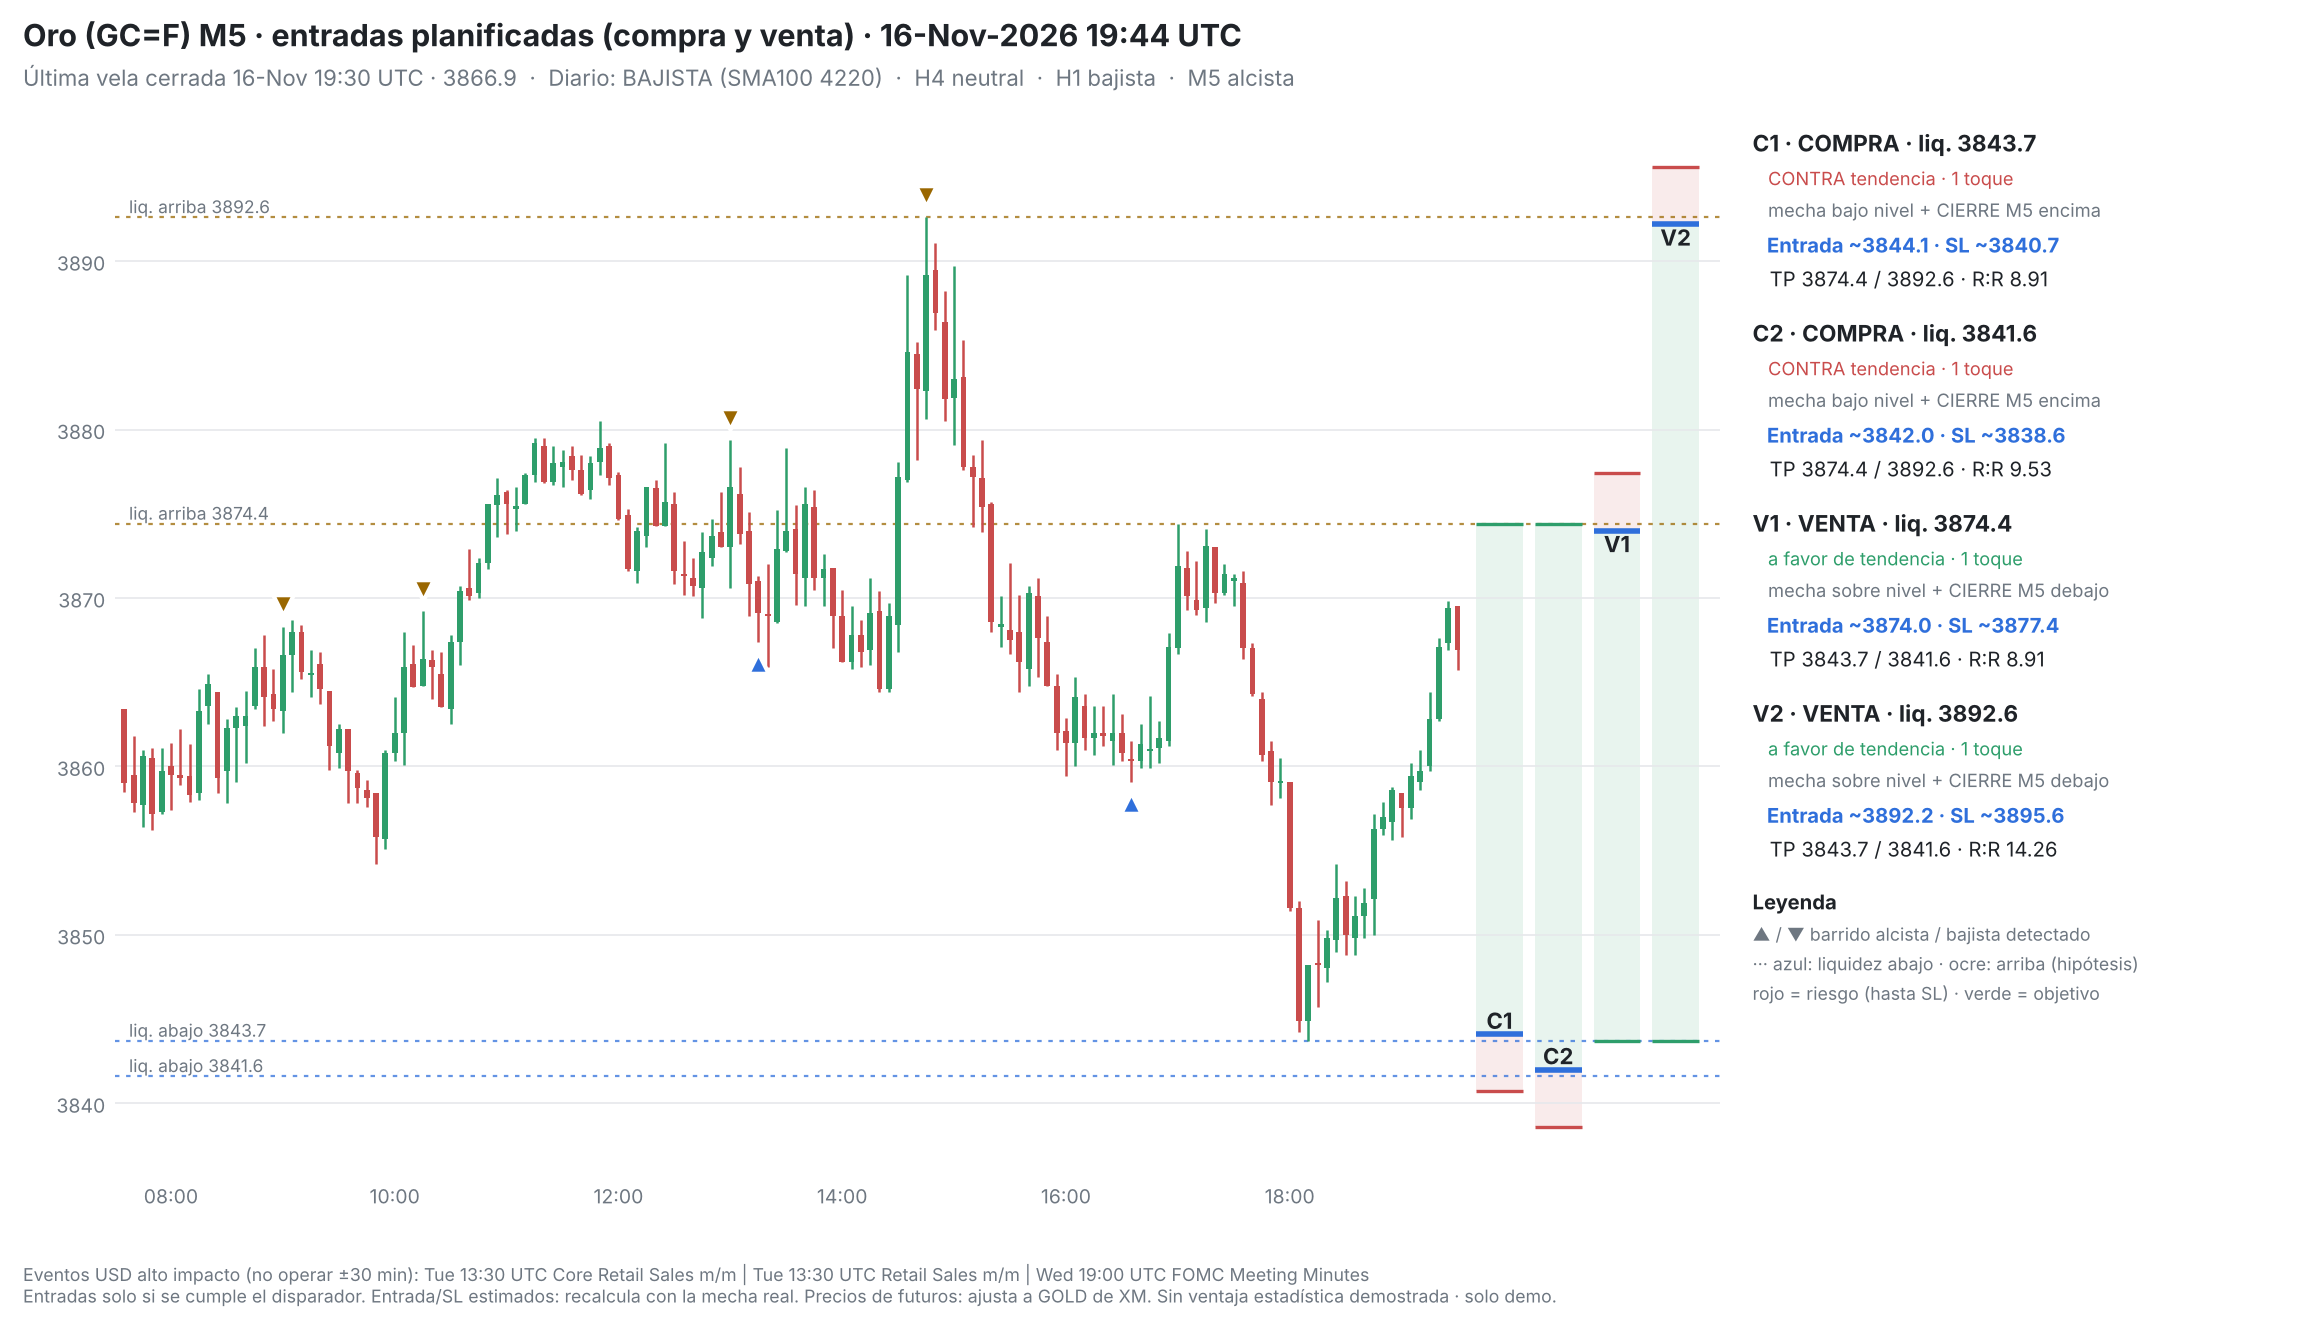 Oro (GC=F) M5 · entradas planificadas (compra y venta) · 16-Nov-2026 19:44 UTC
Última vela cerrada 16-Nov 19:30 UTC · 3866.9 · Diario: BAJISTA (SMA100 4220) · H4 neutral · H1 bajista · M5 alcista
liq. arriba 3892.6
3890
3880
liq. arriba 3874.4
3870
3860
3850
liq. abajo 3843.7
liq. abajo 3841.6
3840
V2
V1
C1
C2
08:00
10:00
12:00
14:00
16:00
18:00
C1 · COMPRA · liq. 3843.7
CONTRA tendencia · 1 toque
mecha bajo nivel + CIERRE M5 encima
Entrada ~3844.1 · SL ~3840.7
TP 3874.4 / 3892.6 · R:R 8.91
C2 · COMPRA · liq. 3841.6
CONTRA tendencia · 1 toque
mecha bajo nivel + CIERRE M5 encima
Entrada ~3842.0 · SL ~3838.6
TP 3874.4 / 3892.6 · R:R 9.53
V1 · VENTA · liq. 3874.4
a favor de tendencia · 1 toque
mecha sobre nivel + CIERRE M5 debajo
Entrada ~3874.0 · SL ~3877.4
TP 3843.7 / 3841.6 · R:R 8.91
V2 · VENTA · liq. 3892.6
a favor de tendencia · 1 toque
mecha sobre nivel + CIERRE M5 debajo
Entrada ~3892.2 · SL ~3895.6
TP 3843.7 / 3841.6 · R:R 14.26
Leyenda
▲ / ▼ barrido alcista / bajista detectado
··· azul: liquidez abajo · ocre: arriba (hipótesis)
rojo = riesgo (hasta SL) · verde = objetivo
Eventos USD alto impacto (no operar ±30 min): Tue 13:30 UTC Core Retail Sales m/m | Tue 13:30 UTC Retail Sales m/m | Wed 19:00 UTC FOMC Meeting Minutes
Entradas solo si se cumple el disparador. Entrada/SL estimados: recalcula con la mecha real. Precios de futuros: ajusta a GOLD de XM. Sin ventaja estadística demostrada · solo demo.